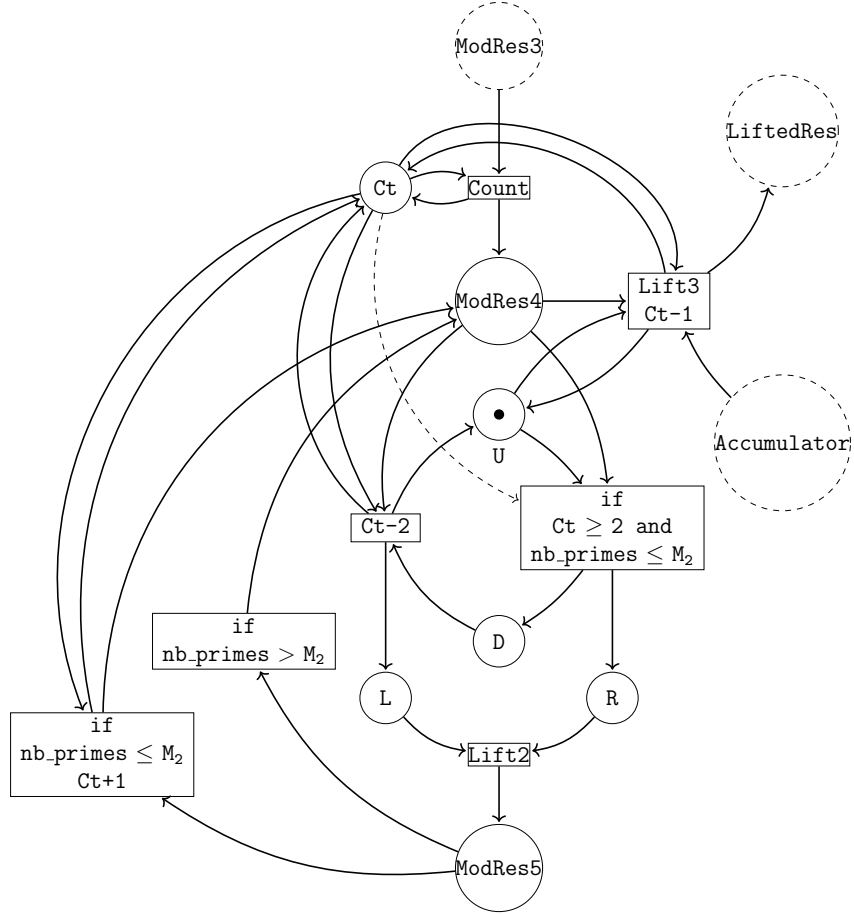 ModRes3
LiftedRes
Ct
Count
ModRes4
Lift3
Ct-1
U
Accumulator
if
Ct ≥ 2 and
nb_primes ≤ M₂
Ct-2
D
if
nb_primes > M₂
L
R
if
nb_primes ≤ M₂
Ct+1
Lift2
ModRes5